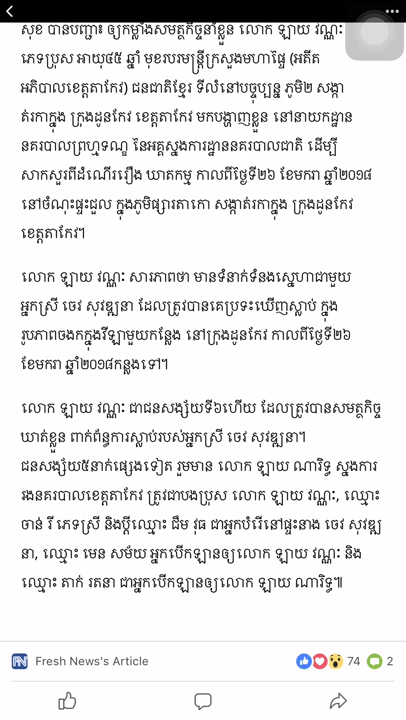 សុខ បានបញ្ជា៖ ឲ្យកម្លាំងសមត្ថកិច្ចនាំខ្លួន លោក ឡាយ វណ្ណៈ
ភេទប្រុស អាយុ៤៥ ឆ្នាំ មុខរបរមន្ត្រីក្រសួងមហាផ្ទៃ (អតីត
អភិបាលខេត្តតាកែវ) ជនជាតិខ្មែរ ទីលំនៅបច្ចុប្បន្ន ភូមិ២ សង្កា
ត់រកាក្នុង ក្រុងដូនកែវ ខេត្តតាកែវ មកបង្ហាញខ្លួន នៅនាយកដ្ឋាន
នគរបាលព្រហ្មទណ្ឌ នៃអគ្គស្នងការដ្ឋាននគរបាលជាតិ ដើម្បី
សាកសួរពីដំណើររឿង ឃាតកម្ម កាលពីថ្ងៃទី២៦ ខែមករា ឆ្នាំ២០១៨
នៅចំណុះផ្ទះជួល ក្នុងភូមិផ្សារតាកោ សង្កាត់រកាក្នុង ក្រុងដូនកែវ
ខេត្តតាកែវ។
លោក ឡាយ វណ្ណៈ សារភាពថា មានទំនាក់ទំនងស្នេហាជាមួយ
អ្នកស្រី ចេវ សុវឌ្ឍនា ដែលត្រូវបានគេប្រទះឃើញស្លាប់ ក្នុង
រូបភាពចងកក្នុងវីឡាមួយកន្លែង នៅក្រុងដូនកែវ កាលពីថ្ងៃទី២៦
ខែមករា ឆ្នាំ២០១៨កន្លងទៅ។
លោក ឡាយ វណ្ណៈ ជាជនសង្ស័យទី៦ហើយ ដែលត្រូវបានសមត្ថកិច្ច
ឃាត់ខ្លួន ពាក់ព័ន្ធការស្លាប់របស់អ្នកស្រី ចេវ សុវឌ្ឍនា។
ជនសង្ស័យ៥នាក់ផ្សេងទៀត រួមមាន លោក ឡាយ ណារិទ្ធ ស្នងការ
រងនគរបាលខេត្តតាកែវ ត្រូវជាបងប្រុស លោក ឡាយ វណ្ណៈ, ឈ្មោះ
ចាន់ រី ភេទស្រី និងប្តីឈ្មោះ ជឹម វុធ ជាអ្នកបំរើនៅផ្ទះនាង ចេវ សុវឌ្ឍ
នា, ឈ្មោះ មេន សម័យ អ្នកបើកឡានឲ្យលោក ឡាយ វណ្ណៈ និង
ឈ្មោះ តាក់ រតនា ជាអ្នកបើកឡានឲ្យលោក ឡាយ ណារិទ្ធ៕
Fresh News's Article
74
2